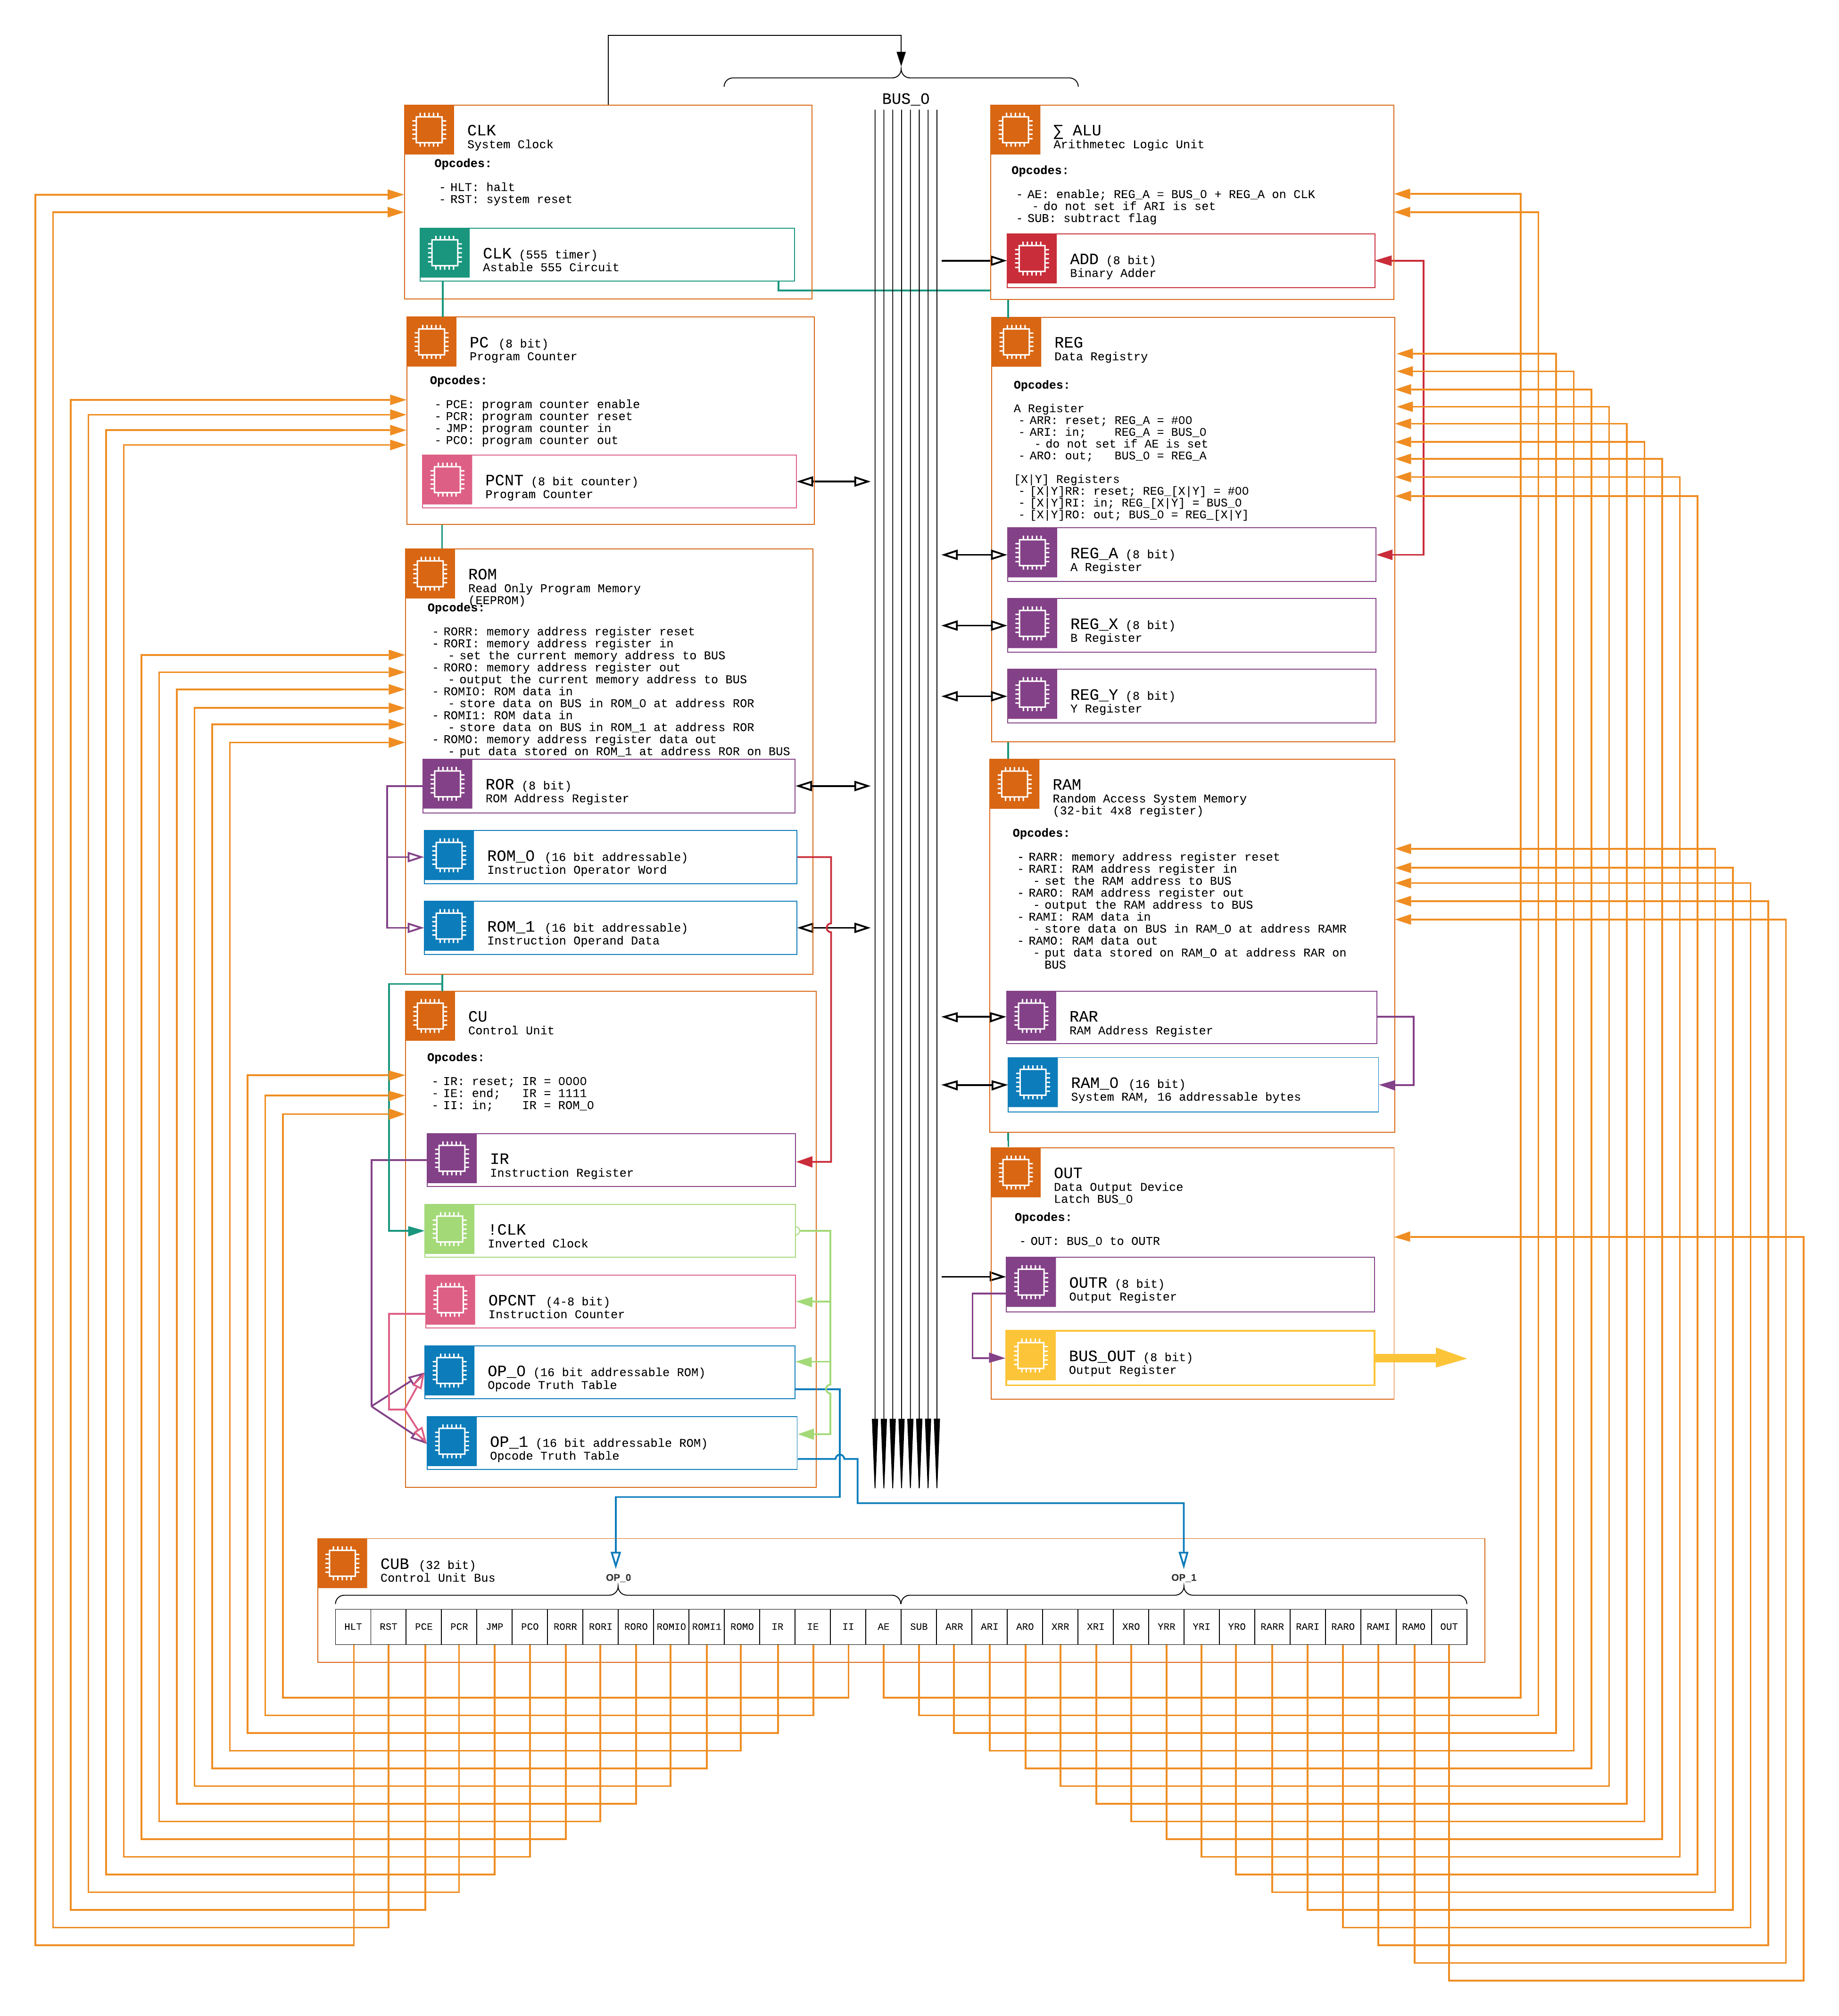 BUS_O
CLK
System Clock
Opcodes:
- HLT: halt
- RST: system reset
CLK (555 timer)
Astable 555 Circuit
PC (8 bit)
Program Counter
Opcodes:
- PCE: program counter enable
- PCR: program counter reset
- JMP: program counter in
- PCO: program counter out
PCNT (8 bit counter)
Program Counter
ROM
Read Only Program Memory
(EEPROM)
Opcodes:
- RORR: memory address register reset
- RORI: memory address register in
- set the current memory address to BUS
- RORO: memory address register out
- output the current memory address to BUS
- ROMIO: ROM data in
- store data on BUS in ROM_O at address ROR
- ROMI1: ROM data in
- store data on BUS in ROM_1 at address ROR
- ROMO: memory address register data out
- put data stored on ROM_1 at address ROR on BUS
ROR (8 bit)
ROM Address Register
ROM_O (16 bit addressable)
Instruction Operator Word
ROM_1 (16 bit addressable)
Instruction Operand Data
CU
Control Unit
Opcodes:
- IR: reset; IR = OOOO
- IE: end;   IR = 1111
- II: in;    IR = ROM_O
IR
Instruction Register
!CLK
Inverted Clock
OPCNT (4-8 bit)
Instruction Counter
OP_O (16 bit addressable ROM)
Opcode Truth Table
OP_1 (16 bit addressable ROM)
Opcode Truth Table
∑ ALU
Arithmetec Logic Unit
Opcodes:
- AE: enable; REG_A = BUS_O + REG_A on CLK
- do not set if ARI is set
- SUB: subtract flag
ADD (8 bit)
Binary Adder
REG
Data Registry
Opcodes:
A Register
- ARR: reset; REG_A = #OO
- ARI: in;    REG_A = BUS_O
- do not set if AE is set
- ARO: out;   BUS_O = REG_A
[X|Y] Registers
- [X|Y]RR: reset; REG_[X|Y] = #OO
- [X|Y]RI: in; REG_[X|Y] = BUS_O
- [X|Y]RO: out; BUS_O = REG_[X|Y]
REG_A (8 bit)
A Register
REG_X (8 bit)
B Register
REG_Y (8 bit)
Y Register
RAM
Random Access System Memory
(32-bit 4x8 register)
Opcodes:
- RARR: memory address register reset
- RARI: RAM address register in
- set the RAM address to BUS
- RARO: RAM address register out
- output the RAM address to BUS
- RAMI: RAM data in
- store data on BUS in RAM_O at address RAMR
- RAMO: RAM data out
- put data stored on RAM_O at address RAR on
BUS
RAR
RAM Address Register
RAM_O (16 bit)
System RAM, 16 addressable bytes
OUT
Data Output Device
Latch BUS_O
Opcodes:
- OUT: BUS_O to OUTR
OUTR (8 bit)
Output Register
BUS_OUT (8 bit)
Output Register
CUB (32 bit)
Control Unit Bus
OP_0
OP_1
HLT RST PCE PCR JMP PCO RORR RORI RORO ROMIO ROMI1 ROMO IR IE II AE SUB ARR ARI ARO XRR XRI XRO YRR YRI YRO RARR RARI RARO RAMI RAMO OUT